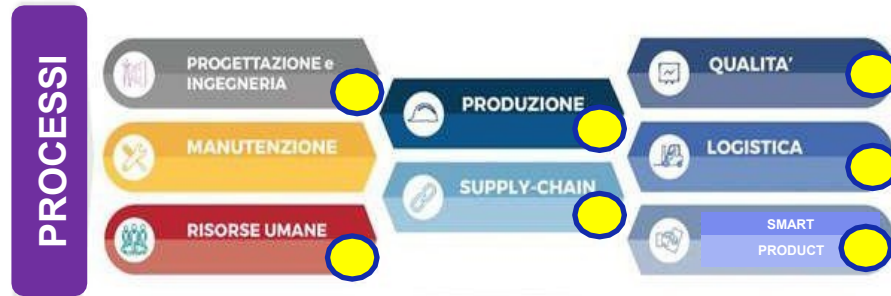 PROCESSI
PROGETTAZIONE e
INGEGNERIA
MANUTENZIONE
RISORSE UMANE
PRODUZIONE
SUPPLY-CHAIN
QUALITA'
LOGISTICA
SMART
PRODUCT